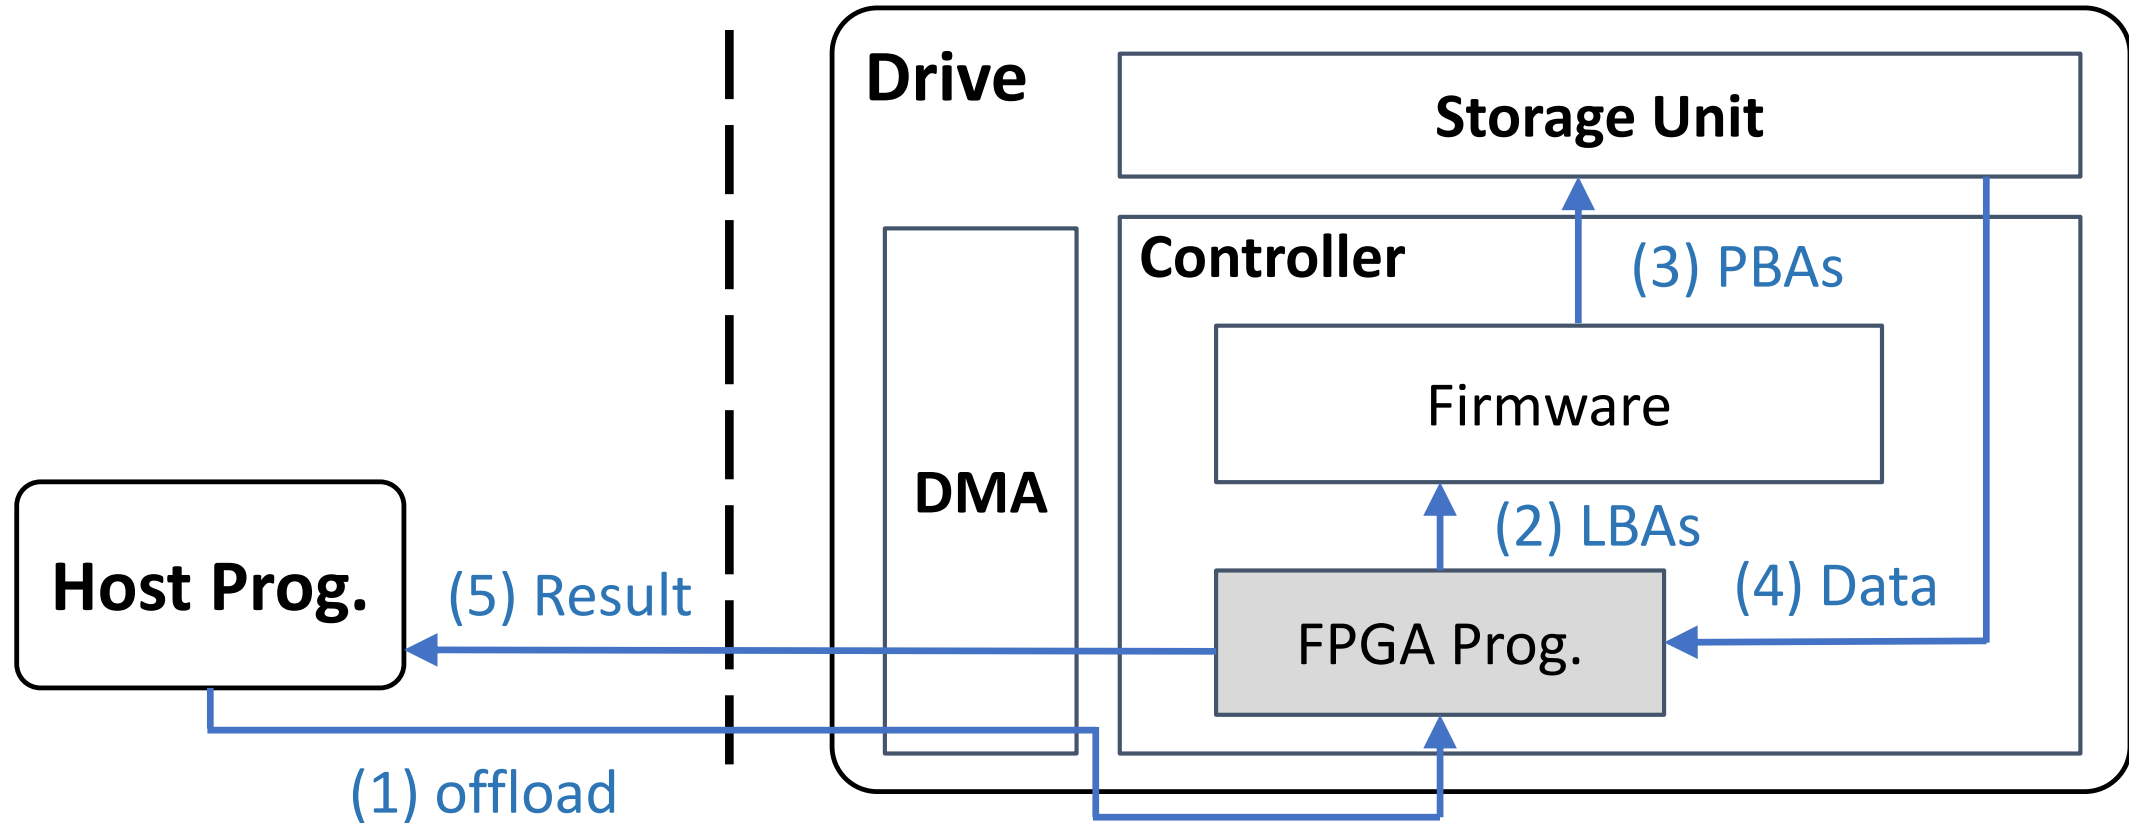 Drive
Storage Unit
Controller
(3) PBAs
Firmware
DMA
(2) LBAs
Host Prog.
(5) Result
(4) Data
FPGA Prog.
(1) offload